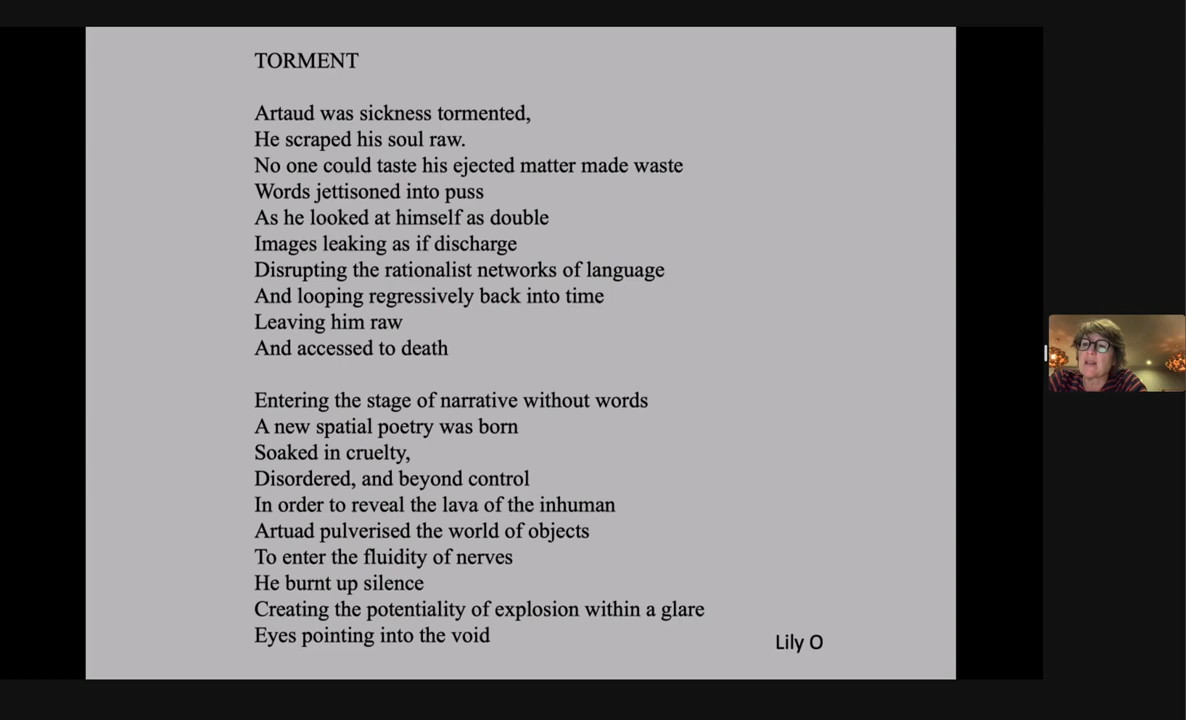 TORMENT
Artaud was sickness tormented,
He scraped his soul raw.
No one could taste his ejected matter made waste
Words jettisoned into puss
As he looked at himself as double
Images leaking as if discharge
Disrupting the rationalist networks of language
And looping regressively back into time
Leaving him raw
And accessed to death
Entering the stage of narrative without words
A new spatial poetry was born
Soaked in cruelty,
Disordered, and beyond control
In order to reveal the lava of the inhuman
Artuad pulverised the world of objects
To enter the fluidity of nerves
He burnt up silence
Creating the potentiality of explosion within a glare
Eyes pointing into the void
Lily O